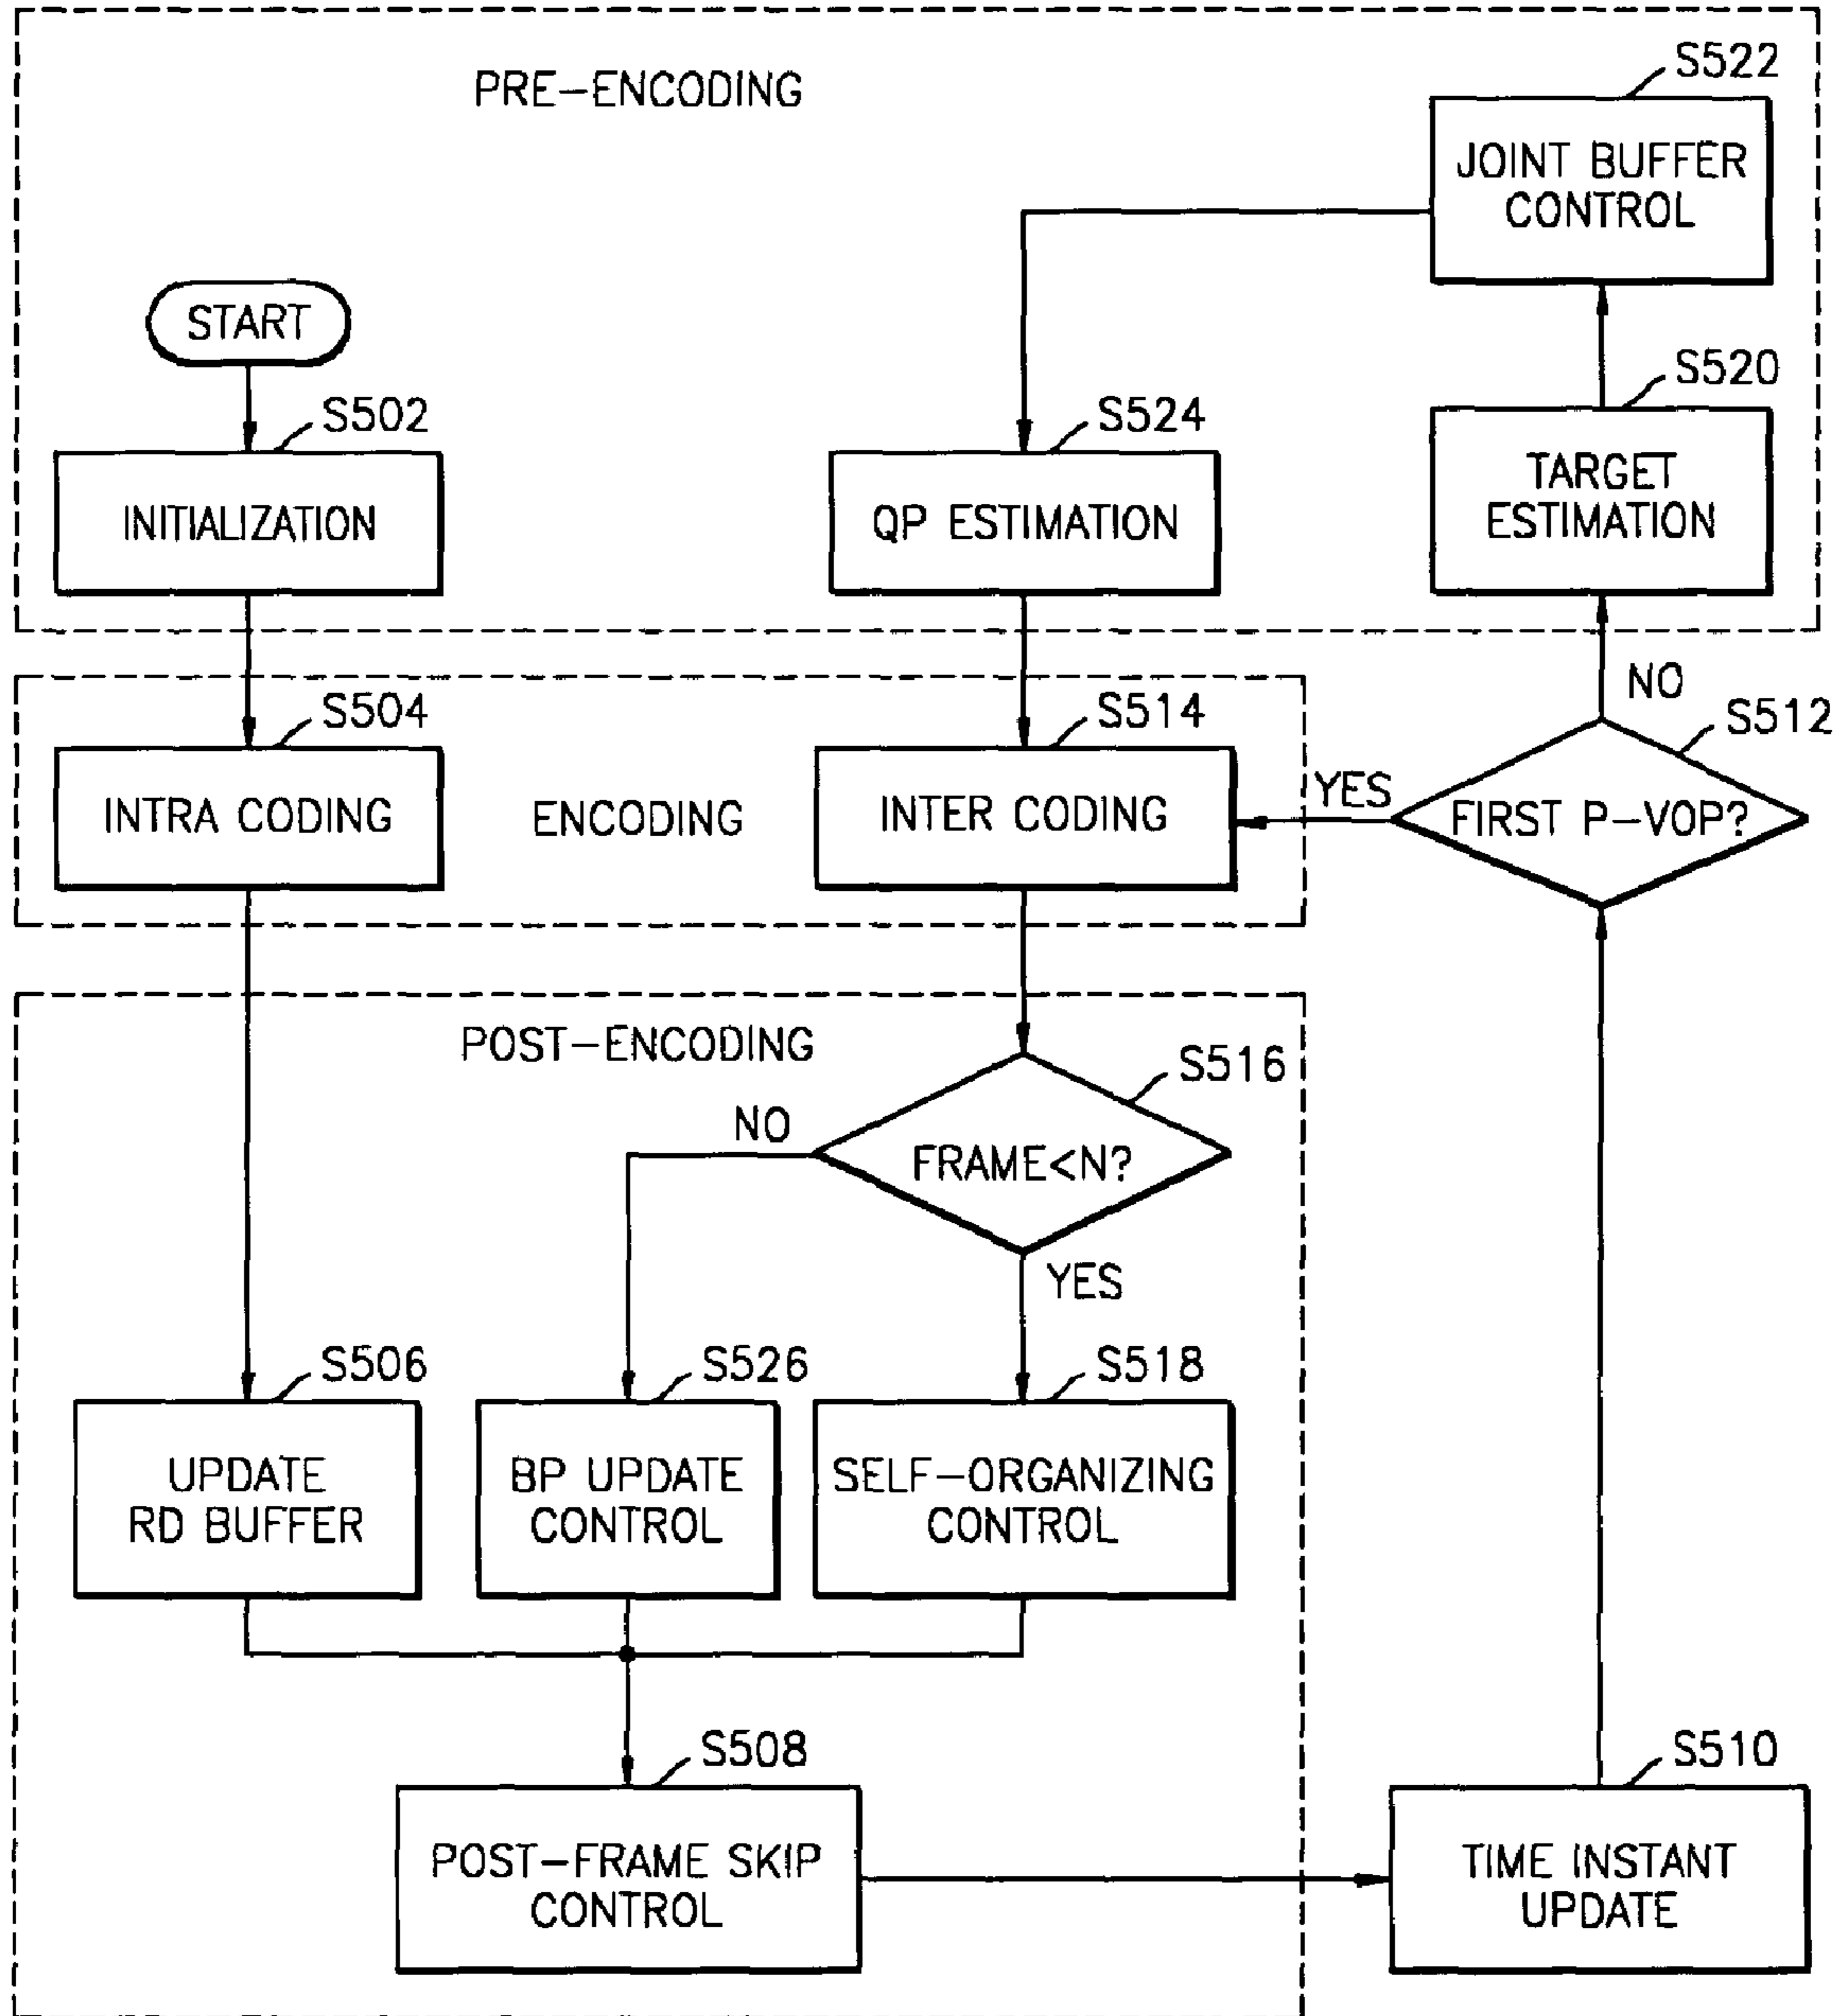 PRE-ENCODING
S522
JOINT BUFFER
CONTROL
START
S502
INITIALIZATION
S524
QP ESTIMATION
S520
TARGET
ESTIMATION
NO
S504
INTRA CODING
ENCODING
S514
INTER CODING
YES
S512
FIRST P-VOP?
POST-ENCODING
S516
NO
FRAME<N?
YES
S506
UPDATE
RD BUFFER
S526
BP UPDATE
CONTROL
S518
SELF-ORGANIZING
CONTROL
S508
POST-FRAME SKIP
CONTROL
S510
TIME INSTANT
UPDATE